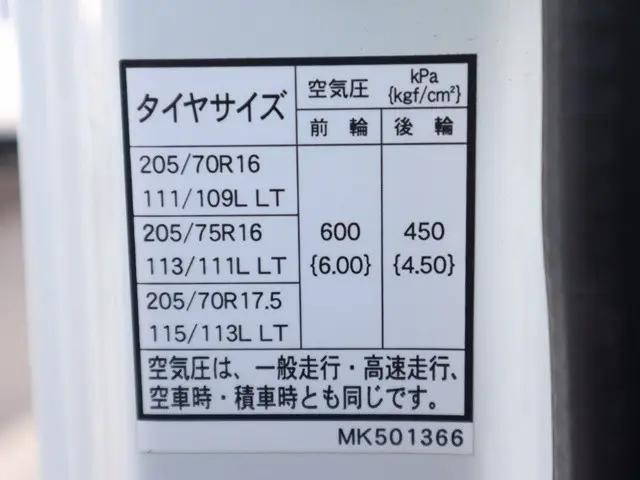 タイヤサイズ
空気圧 kPa {kgf/cm²}
前輪 後輪
205/70R16
111/109L LT
205/75R16
113/111L LT
205/70R17.5
115/113L LT
600 450
{6.00} {4.50}
空気圧は、一般走行・高速走行、
空車時・積車時とも同じです。
MK501366